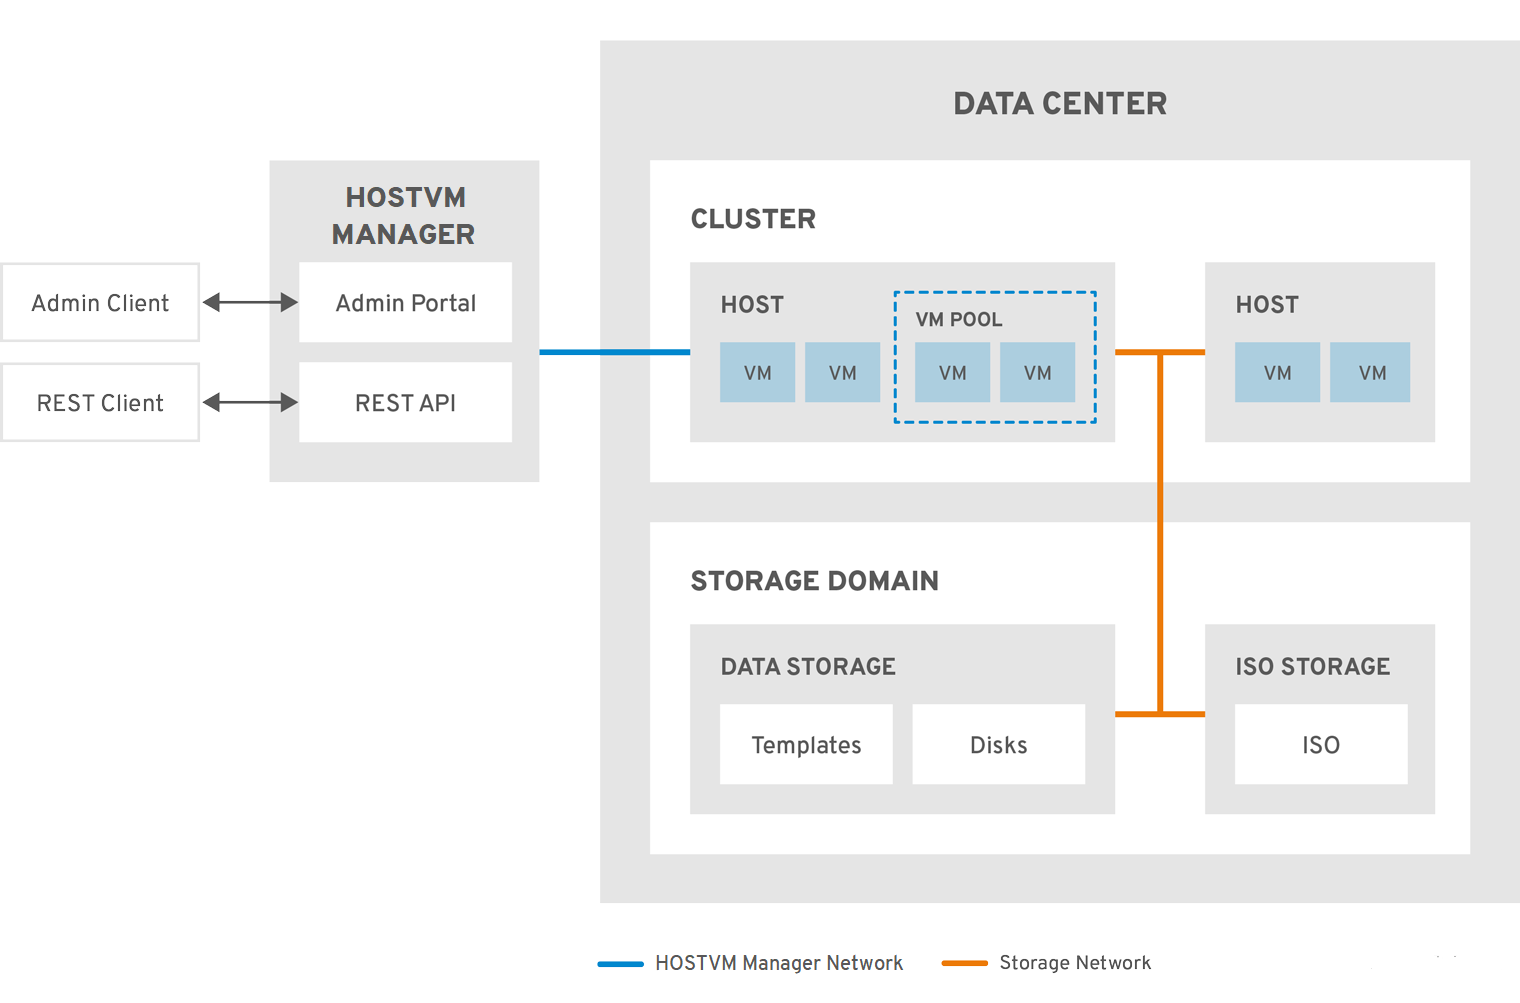 DATA CENTER
HOSTVM
MANAGER
CLUSTER
Admin Client
Admin Portal
HOST
VM POOL
HOST
VM
VM
VM
VM
VM
VM
REST Client
REST API
STORAGE DOMAIN
DATA STORAGE
ISO STORAGE
Templates
Disks
ISO
HOSTVM Manager Network
Storage Network